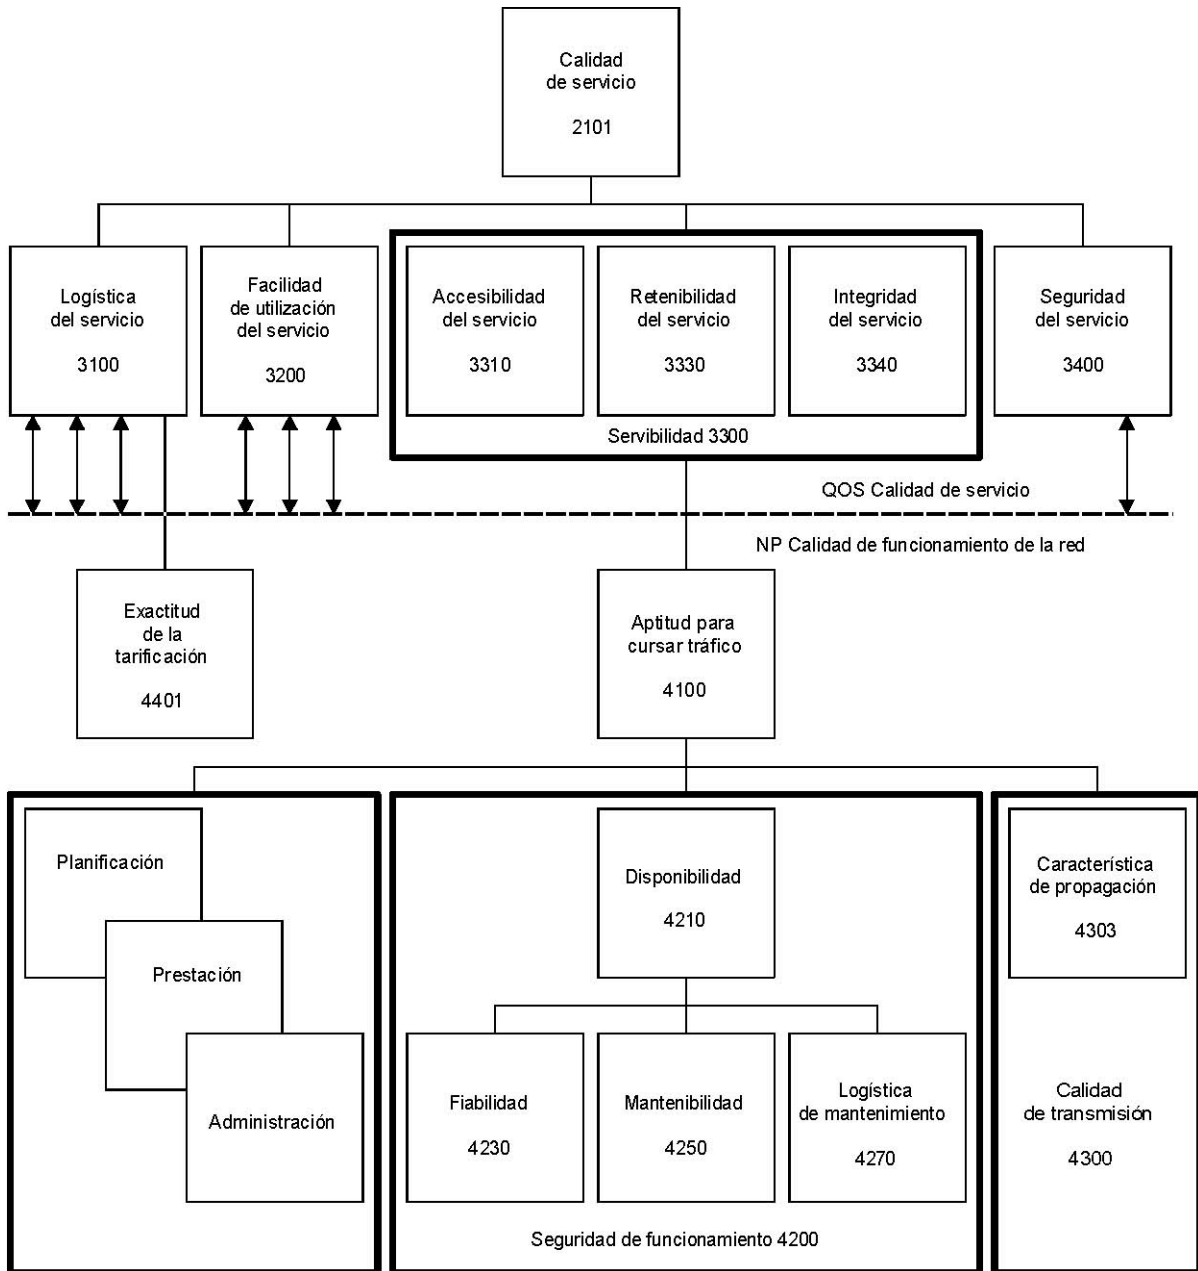 Calidad
de servicio
2101
Logística
del servicio
3100
Facilidad
de utilización
del servicio
3200
Accesibilidad
del servicio
3310
Retenibilidad
del servicio
3330
Integridad
del servicio
3340
Seguridad
del servicio
3400
Servibilidad 3300
QOS Calidad de servicio
NP Calidad de funcionamiento de la red
Exactitud
de la
tarificación
4401
Aptitud para
cursar tráfico
4100
Planificación
Prestación
Administración
Disponibilidad
4210
Fiabilidad
4230
Mantenibilidad
4250
Logística
de mantenimiento
4270
Seguridad de funcionamiento 4200
Característica
de propagación
4303
Calidad
de transmisión
4300